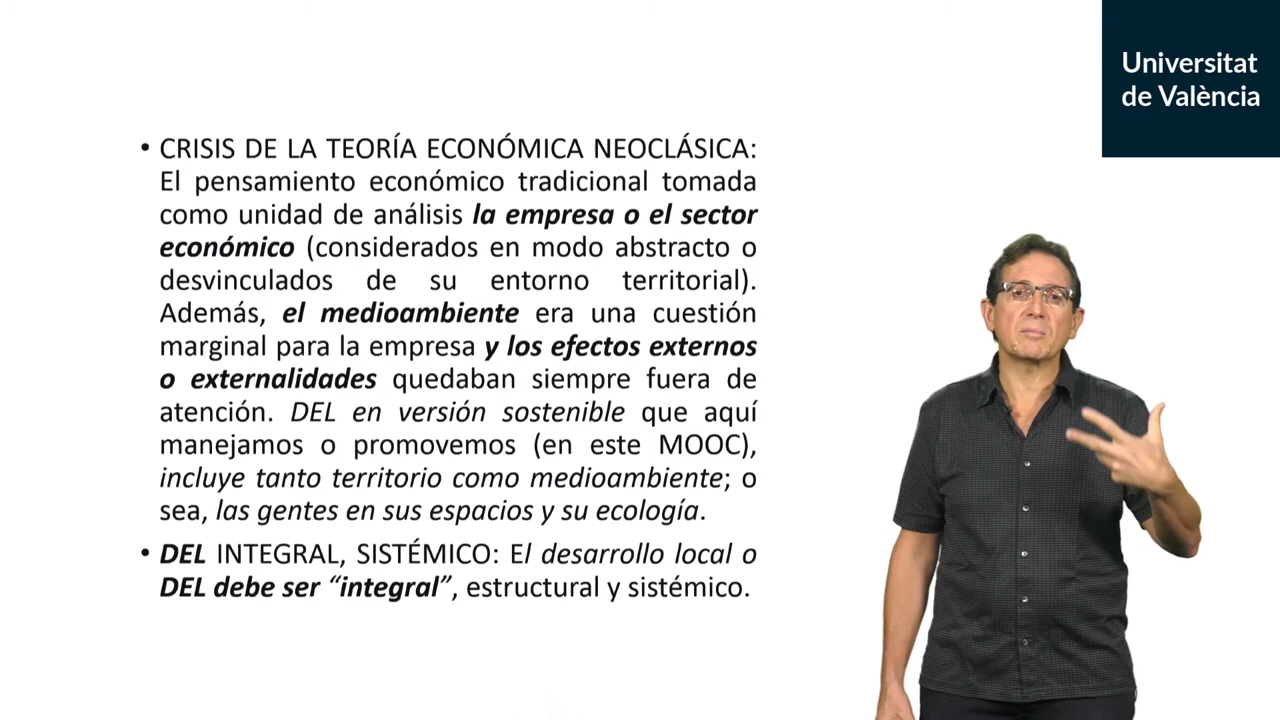 Universitat
de València
• CRISIS DE LA TEORÍA ECONÓMICA NEOCLÁSICA:
El pensamiento económico tradicional tomada
como unidad de análisis la empresa o el sector
económico (considerados en modo abstracto o
desvinculados de su entorno territorial).
Además, el medioambiente era una cuestión
marginal para la empresa y los efectos externos
o externalidades quedaban siempre fuera de
atención. DEL en versión sostenible que aquí
manejamos o promovemos (en este MOOC),
incluye tanto territorio como medioambiente; o
sea, las gentes en sus espacios y su ecología.
• DEL INTEGRAL, SISTÉMICO: El desarrollo local o
DEL debe ser “integral”, estructural y sistémico.